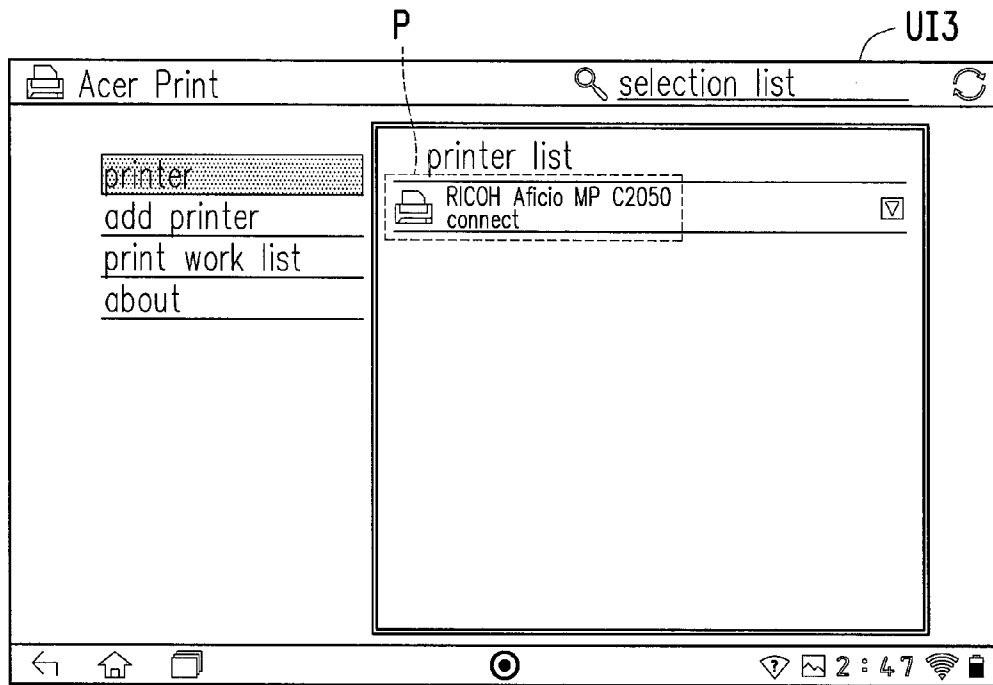 P
UI3
Acer Print
selection list
printer
add printer
print work list
about
printer list
RICOH Aficio MP C2050
connect
2:47